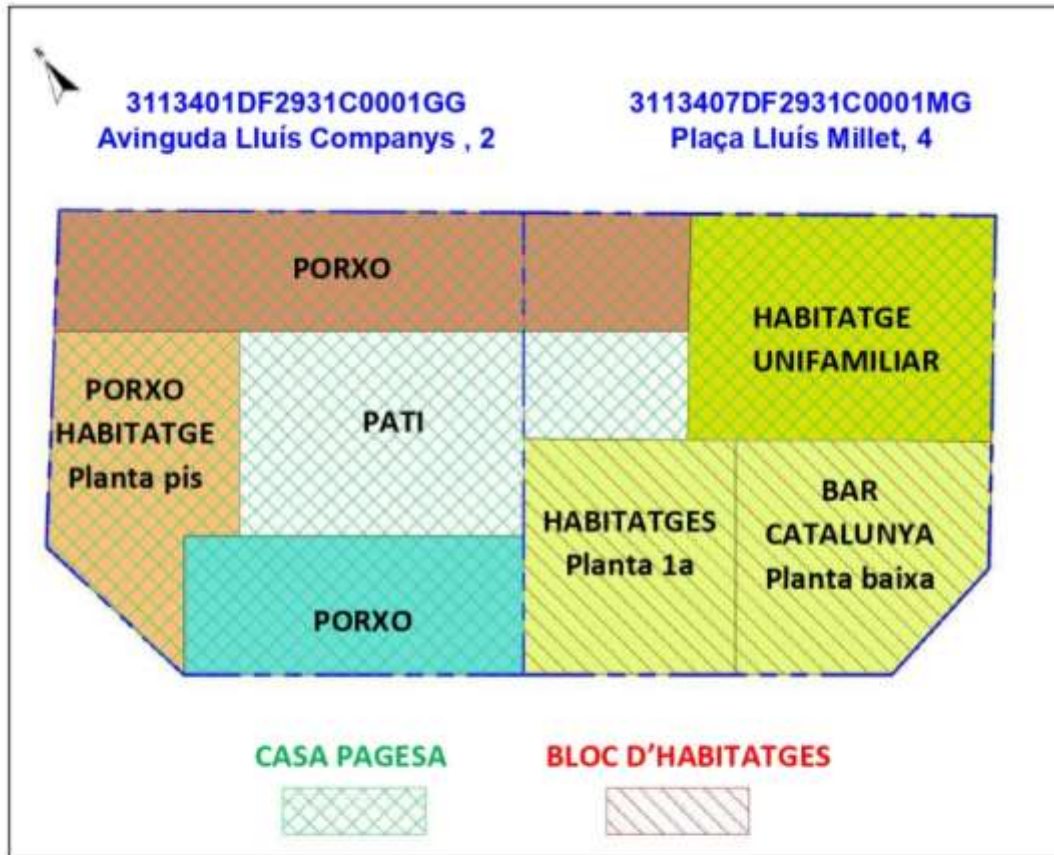 3113401DF2931C0001GG
Avinguda Lluís Companys , 2
3113407DF2931C0001MG
Plaça Lluís Millet, 4
PORXO
HABITATGE
UNIFAMILIAR
PORXO
HABITATGE
Planta pis
PATI
HABITATGES
Planta 1a
BAR
CATALUNYA
Planta baixa
PORXO
CASA PAGESA
BLOC D'HABITATGES